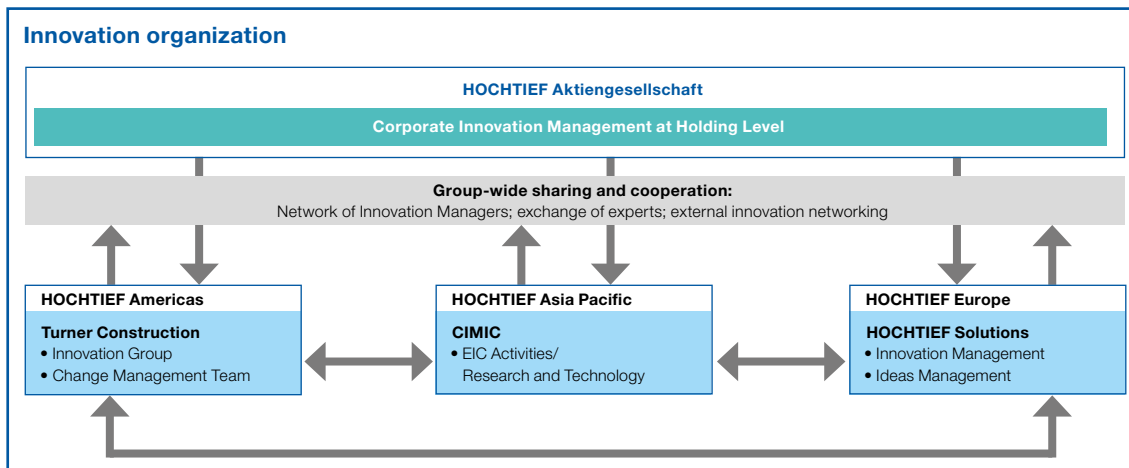 Innovation organization
HOCHTIEF Aktiengesellschaft
Corporate Innovation Management at Holding Level
Group-wide sharing and cooperation:
Network of Innovation Managers; exchange of experts; external innovation networking
HOCHTIEF Americas
Turner Construction
• Innovation Group
• Change Management Team
HOCHTIEF Asia Pacific
CIMIC
• EIC Activities/
Research and Technology
HOCHTIEF Europe
HOCHTIEF Solutions
• Innovation Management
• Ideas Management